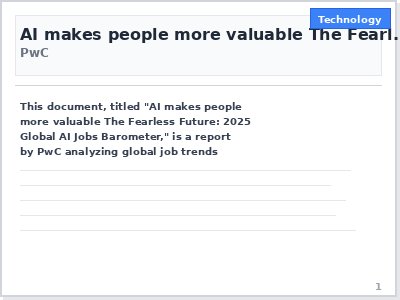 Technology
AI makes people more valuable The Fearl.
PwC
This document, titled "AI makes people
more valuable The Fearless Future: 2025
Global AI Jobs Barometer," is a report
by PwC analyzing global job trends
1